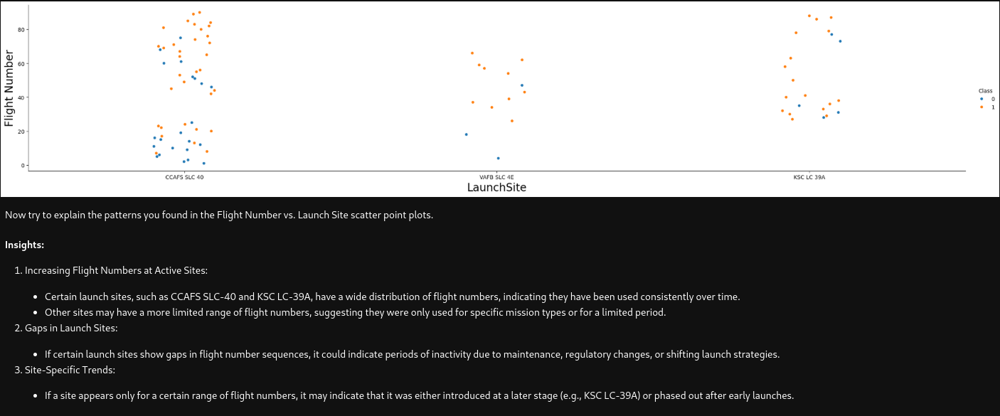 80
60
40
20
0
Flight Number
CCAFS SLC 40
VAFB SLC 4E
KSC LC 39A
LaunchSite
Class
0
1
Now try to explain the patterns you found in the Flight Number vs. Launch Site scatter point plots.
Insights:
1. Increasing Flight Numbers at Active Sites:
• Certain launch sites, such as CCAFS SLC-40 and KSC LC-39A, have a wide distribution of flight numbers, indicating they have been used consistently over time.
• Other sites may have a more limited range of flight numbers, suggesting they were only used for specific mission types or for a limited period.
2. Gaps in Launch Sites:
• If certain launch sites show gaps in flight number sequences, it could indicate periods of inactivity due to maintenance, regulatory changes, or shifting launch strategies.
3. Site-Specific Trends:
• If a site appears only for a certain range of flight numbers, it may indicate that it was either introduced at a later stage (e.g., KSC LC-39A) or phased out after early launches.